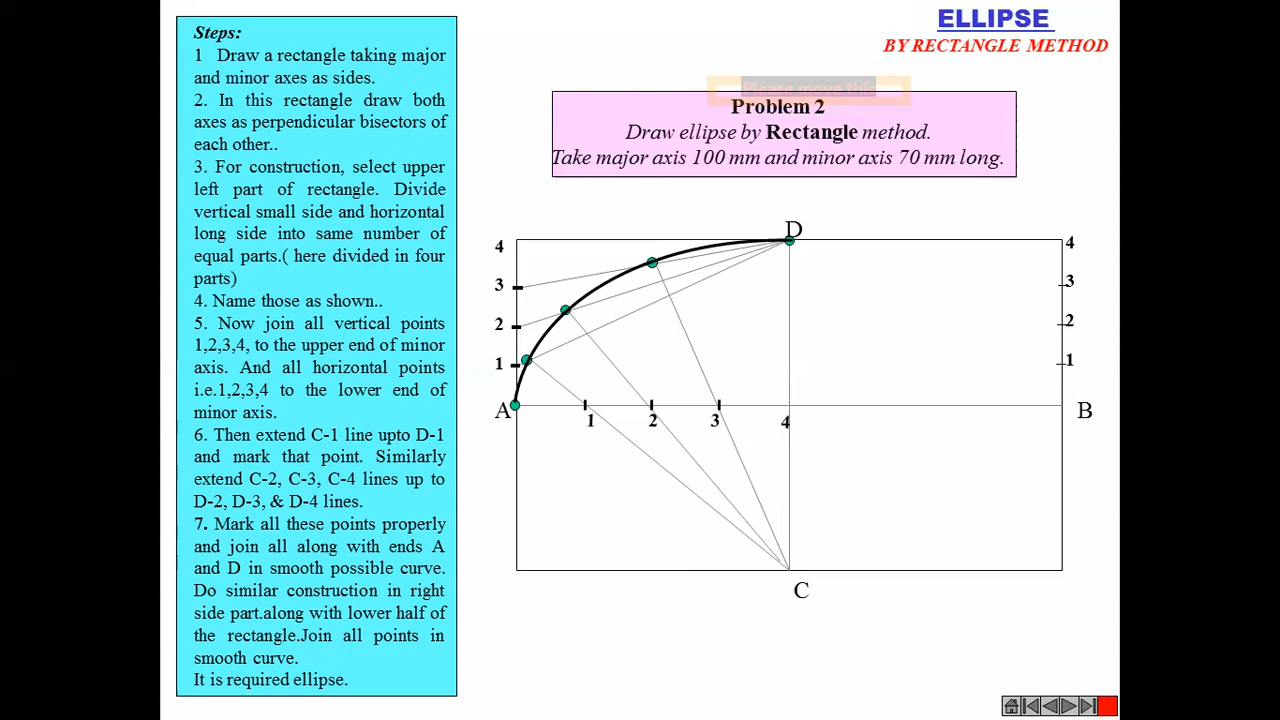 ELLIPSE
BY RECTANGLE METHOD
Steps:
1 Draw a rectangle taking major
and minor axes as sides.
2. In this rectangle draw both
axes as perpendicular bisectors of
each other..
3. For construction, select upper
left part of rectangle. Divide
vertical small side and horizontal
long side into same number of
equal parts.( here divided in four
parts)
4. Name those as shown..
5. Now join all vertical points
1,2,3,4, to the upper end of minor
axis. And all horizontal points
i.e.1,2,3,4 to the lower end of
minor axis.
6. Then extend C-1 line upto D-1
and mark that point. Similarly
extend C-2, C-3, C-4 lines up to
D-2, D-3, & D-4 lines.
7. Mark all these points properly
and join all along with ends A
and D in smooth possible curve.
Do similar construction in right
side part.along with lower half of
the rectangle.Join all points in
smooth curve.
It is required ellipse.
Please move this
Problem 2
Draw ellipse by Rectangle method.
Take major axis 100 mm and minor axis 70 mm long.
D
4 4
3 3
2 2
1 1
A B
1 2 3 4
C